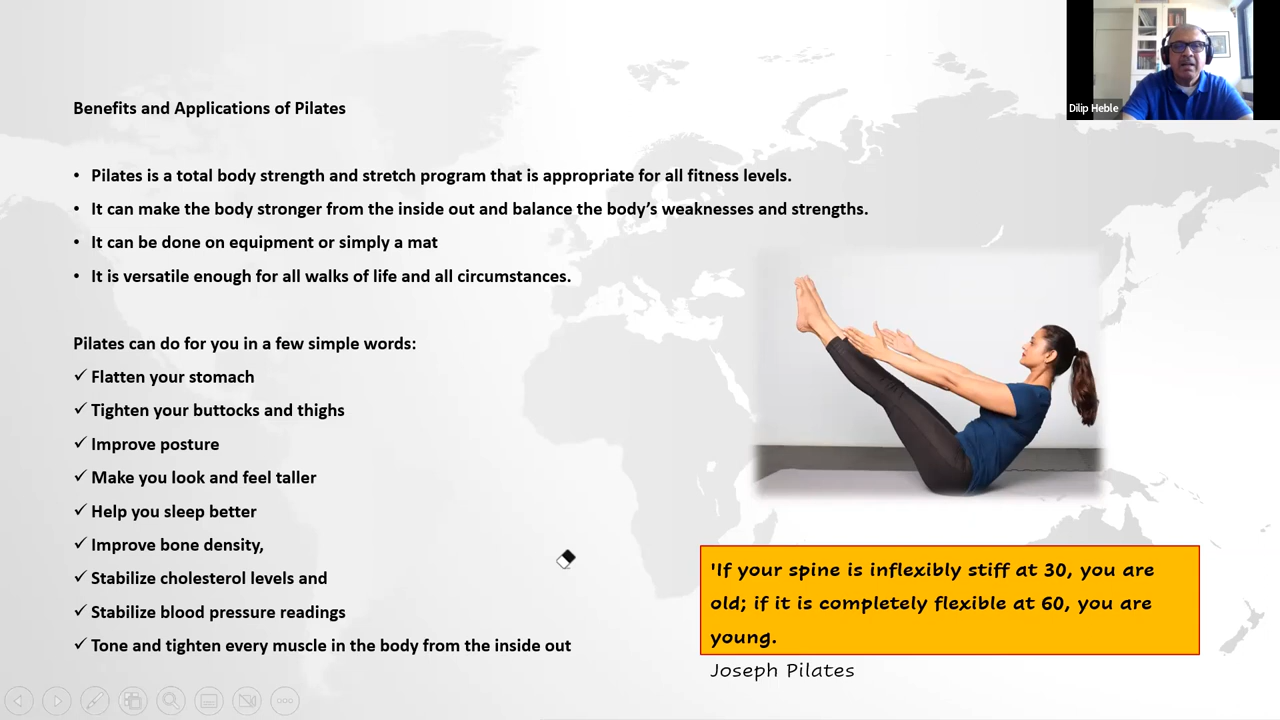 Dilip Heble
Benefits and Applications of Pilates
• Pilates is a total body strength and stretch program that is appropriate for all fitness levels.
• It can make the body stronger from the inside out and balance the body’s weaknesses and strengths.
• It can be done on equipment or simply a mat
• It is versatile enough for all walks of life and all circumstances.
Pilates can do for you in a few simple words:
✓ Flatten your stomach
✓ Tighten your buttocks and thighs
✓ Improve posture
✓ Make you look and feel taller
✓ Help you sleep better
✓ Improve bone density,
✓ Stabilize cholesterol levels and
✓ Stabilize blood pressure readings
✓ Tone and tighten every muscle in the body from the inside out
'If your spine is inflexibly stiff at 30, you are
old; if it is completely flexible at 60, you are
young.
Joseph Pilates